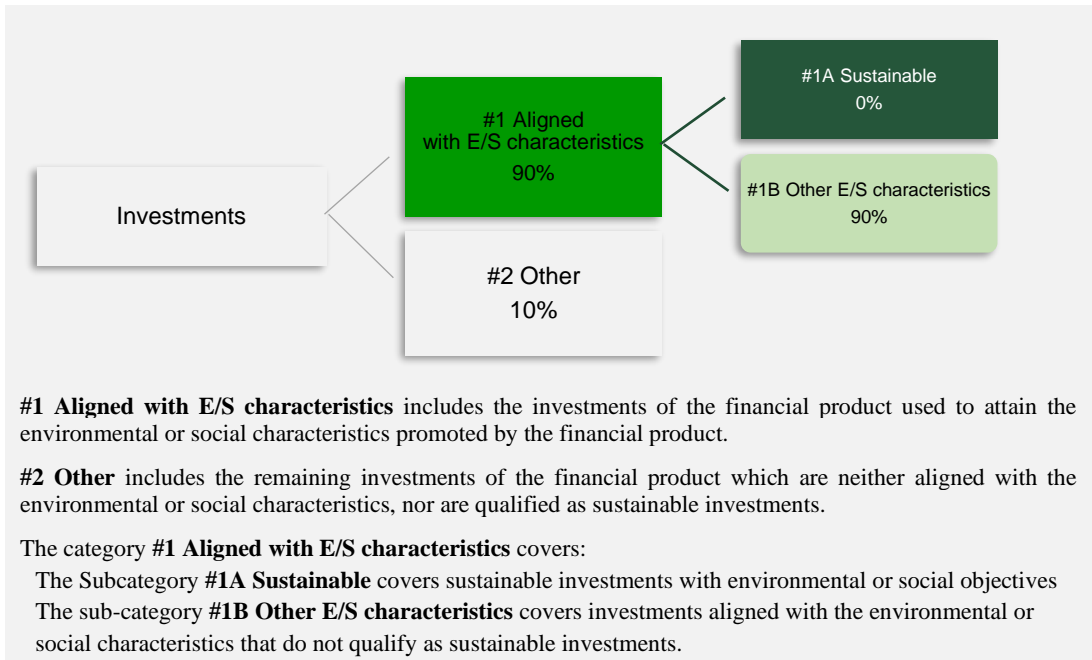 #1A Sustainable
0%
#1 Aligned
with E/S characteristics
90%
#1B Other E/S characteristics
90%
Investments
#2 Other
10%
#1 Aligned with E/S characteristics includes the investments of the financial product used to attain the
environmental or social characteristics promoted by the financial product.
#2 Other includes the remaining investments of the financial product which are neither aligned with the
environmental or social characteristics, nor are qualified as sustainable investments.
The category #1 Aligned with E/S characteristics covers:
The Subcategory #1A Sustainable covers sustainable investments with environmental or social objectives
The sub-category #1B Other E/S characteristics covers investments aligned with the environmental or
social characteristics that do not qualify as sustainable investments.